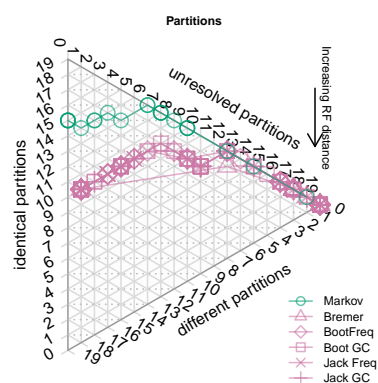 Partitions
0 1 2 3 4 5 6 7 8 9 10 11 12 13 14 15 16 17 18 19
unresolved partitions
Increasing RF distance
19
18
17
16
15
14
13
12
11
10
9
8
7
6
5
4
3
2
1
0
identical partitions
19 18 17 16 15 14 13 12 11 10 9 8 7 6 5 4 3 2 1 0
different partitions
Markov
Bremer
BootFreq
Boot GC
Jack Freq
Jack GC